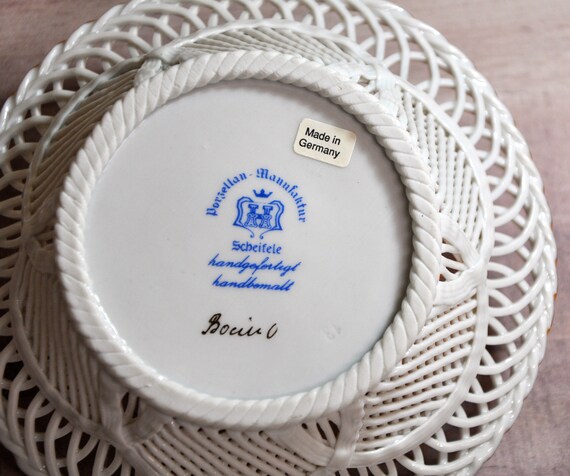 Made in
Germany
Porzellan-Manufaktur
Scheifele
handgefertigt
handbemalt